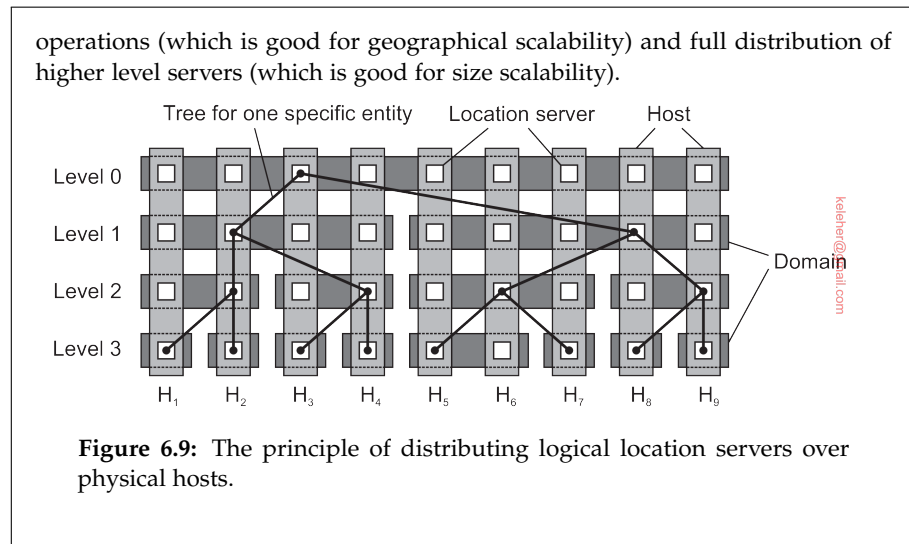 operations (which is good for geographical scalability) and full distribution of
higher level servers (which is good for size scalability).
Tree for one specific entity
Location server
Host
Level 0
Level 1
Level 2
Level 3
Domain
keleher@gmail.com
H₁ H₂ H₃ H₄ H₅ H₆ H₇ H₈ H₉
Figure 6.9: The principle of distributing logical location servers over
physical hosts.